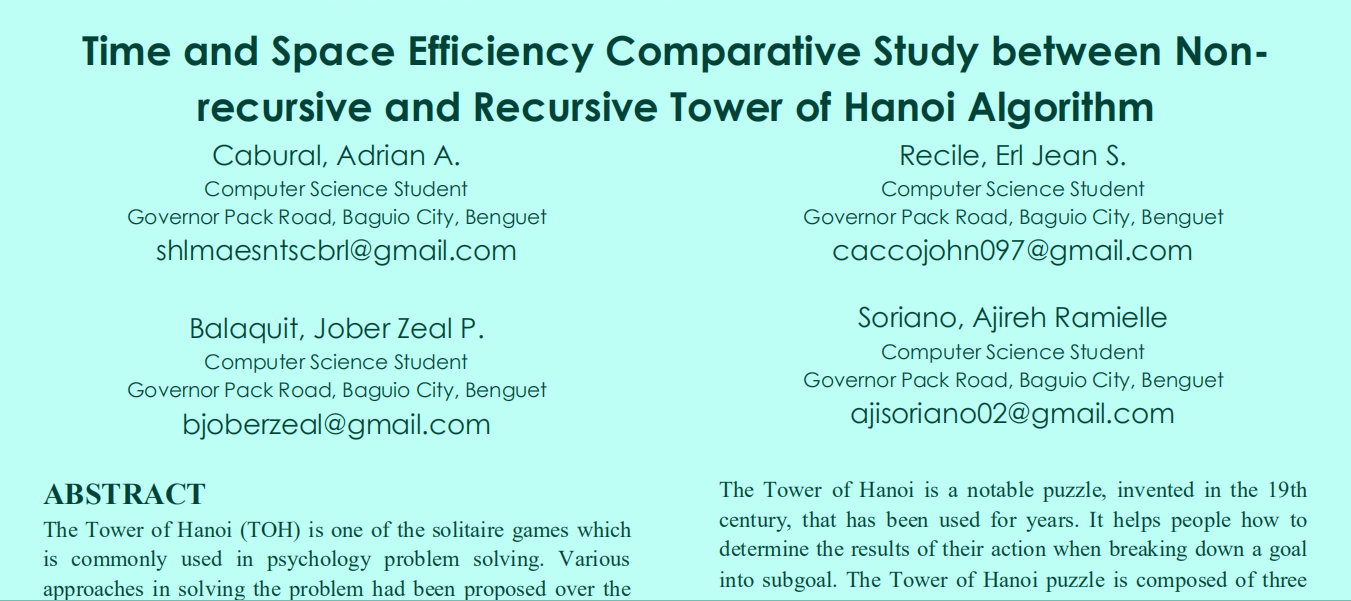 Time and Space Efficiency Comparative Study between Non-
recursive and Recursive Tower of Hanoi Algorithm
Cabural, Adrian A.
Computer Science Student
Governor Pack Road, Baguio City, Benguet
shlmaesntscbrl@gmail.com
Recile, Erl Jean S.
Computer Science Student
Governor Pack Road, Baguio City, Benguet
caccojohn097@gmail.com
Balaquit, Jober Zeal P.
Computer Science Student
Governor Pack Road, Baguio City, Benguet
bjoberzeal@gmail.com
Soriano, Ajireh Ramielle
Computer Science Student
Governor Pack Road, Baguio City, Benguet
ajisoriano02@gmail.com
ABSTRACT
The Tower of Hanoi (TOH) is one of the solitaire games which
is commonly used in psychology problem solving. Various
approaches in solving the problem had been proposed over the
The Tower of Hanoi is a notable puzzle, invented in the 19th
century, that has been used for years. It helps people how to
determine the results of their action when breaking down a goal
into subgoal. The Tower of Hanoi puzzle is composed of three